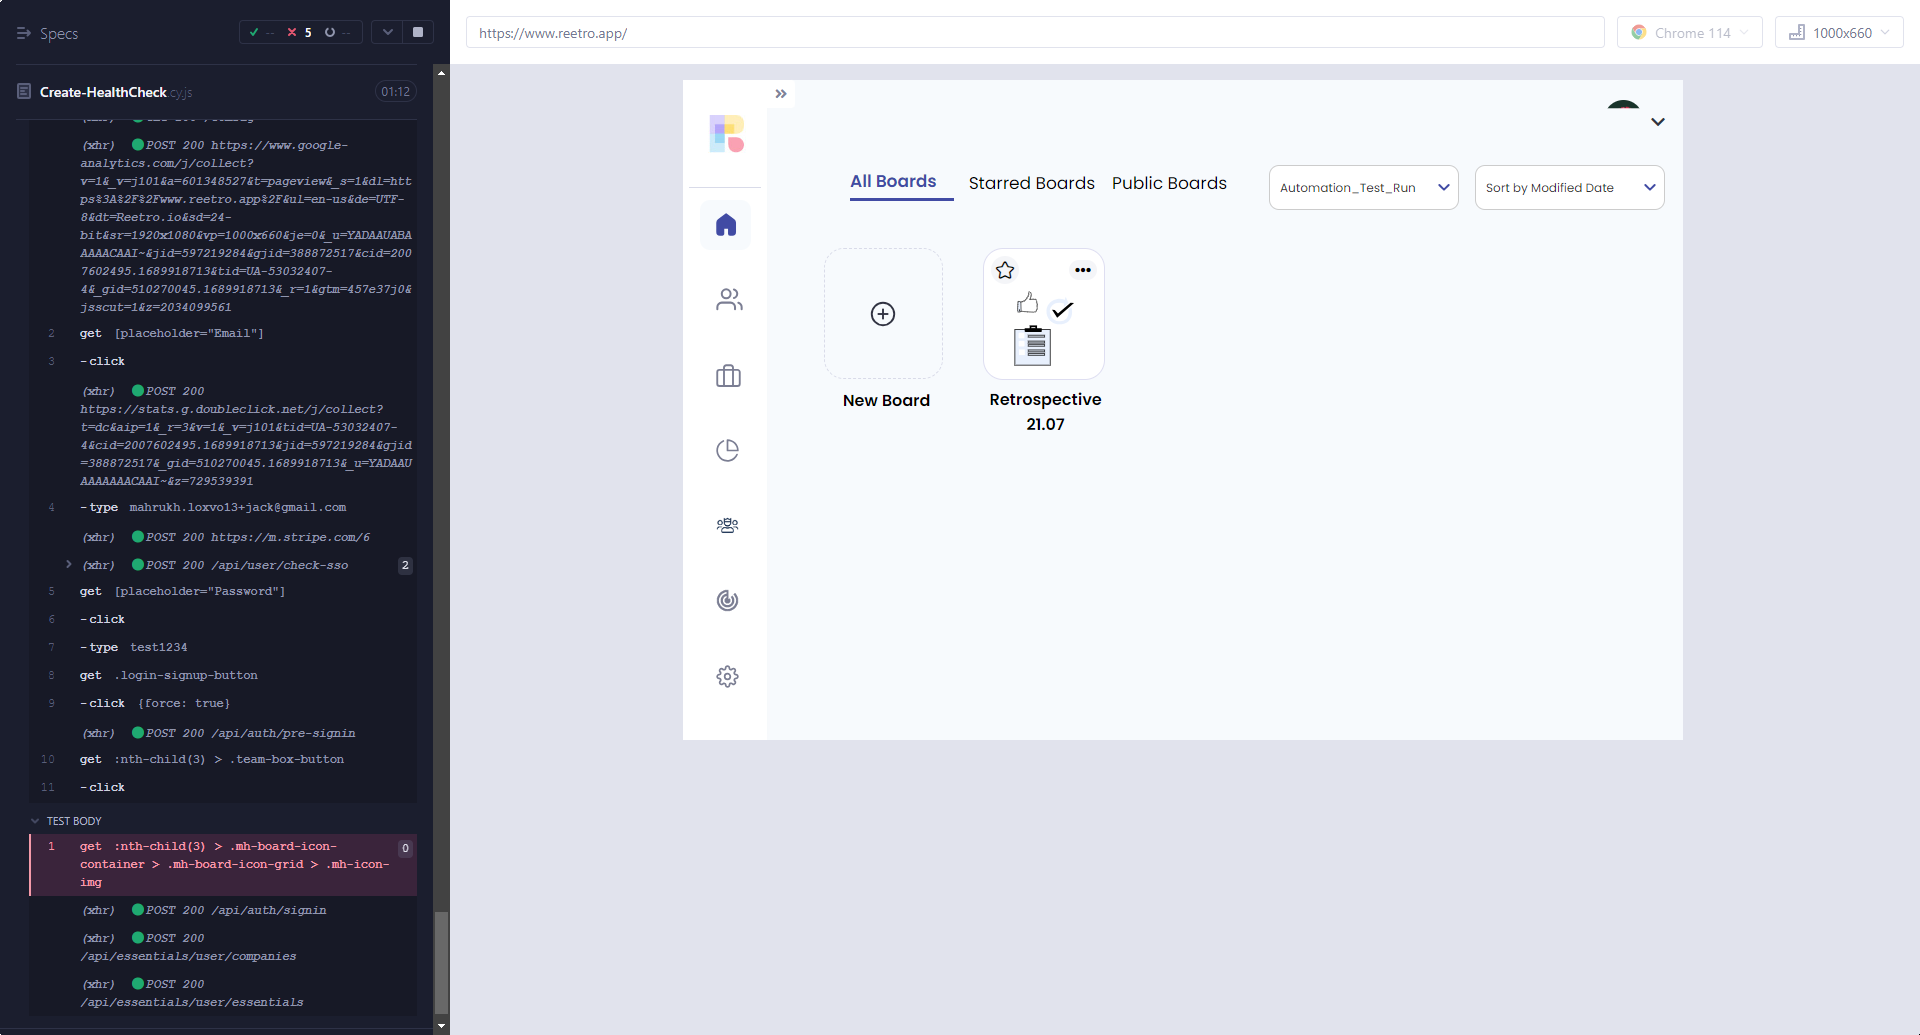 Specs
-- 5 --
Create-HealthCheck.cy.js
01:12
(xhr) POST 200 https://www.google-
analytics.com/j/collect?
v=1&_v=j101&a=601348527&t=pageview&_s=1&dl=htt
ps%3A%2F%2Fwww.reetro.app%2F&ul=en-us&de=UTF-
8&dt=Reetro.io&sd=24-
bit&sr=1920x1080&vp=1000x660&je=0&_u=YADAAUABA
AAAACAAI~&jid=597219284&gjid=388872517&cid=200
7602495.1689918713&tid=UA-53032407-
4&_gid=510270045.1689918713&_r=1&gtm=457e37j0&
jsscut=1&z=2034099561
2 get [placeholder="Email"]
3 -click
(xhr) POST 200
https://stats.g.doubleclick.net/j/collect?
t=dc&aip=1&_r=3&v=1&_v=j101&tid=UA-53032407-
4&cid=2007602495.1689918713&jid=597219284&gjid
=388872517&_gid=510270045.1689918713&_u=YADAAU
AAAAAAACAAI~&z=729539391
4 -type mahrukh.loxvo13+jack@gmail.com
(xhr) POST 200 https://m.stripe.com/6
(xhr) POST 200 /api/user/check-sso 2
5 get [placeholder="Password"]
6 -click
7 -type test1234
8 get .login-signup-button
9 -click {force: true}
(xhr) POST 200 /api/auth/pre-signin
10 get :nth-child(3) > .team-box-button
11 -click
TEST BODY
1 get :nth-child(3) > .mh-board-icon-
container > .mh-board-icon-grid > .mh-icon-
img
0
(xhr) POST 200 /api/auth/signin
(xhr) POST 200
/api/essentials/user/companies
(xhr) POST 200
/api/essentials/user/essentials
https://www.reetro.app/
Chrome 114
1000x660
All Boards
Starred Boards
Public Boards
Automation_Test_Run
Sort by Modified Date
New Board
Retrospective
21.07